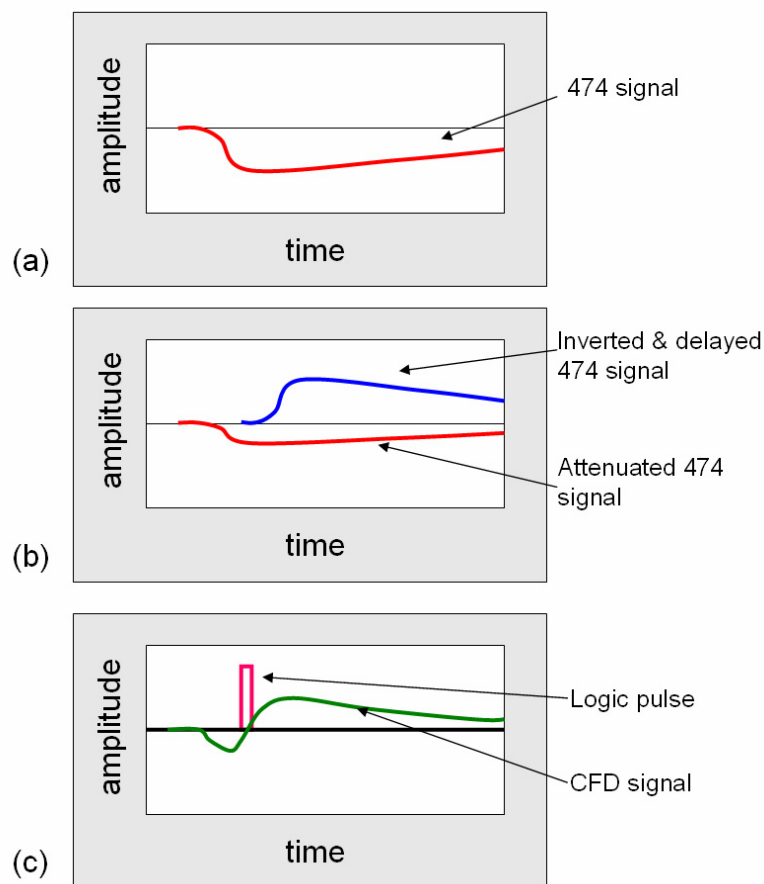 amplitude
474 signal
time
(a)
Inverted & delayed
474 signal
amplitude
Attenuated 474
signal
time
(b)
amplitude
Logic pulse
CFD signal
time
(c)